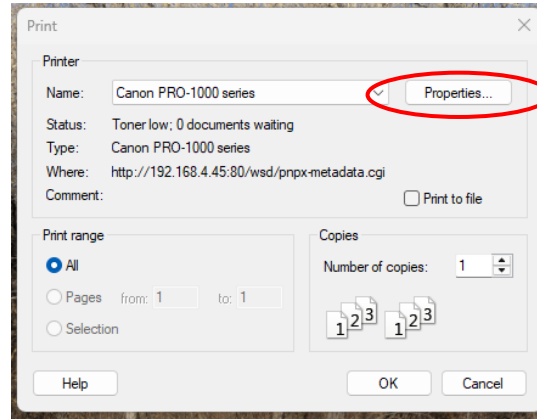 Print
Printer
Name: Canon PRO-1000 series Properties...
Status: Toner low; 0 documents waiting
Type: Canon PRO-1000 series
Where: http://192.168.4.45:80/wsd/pnpx-metadata.cgi
Comment: Print to file
Print range
All
Pages from: 1 to: 1
Selection
Copies
Number of copies: 1
1 2 3 1 2 3
Help OK Cancel